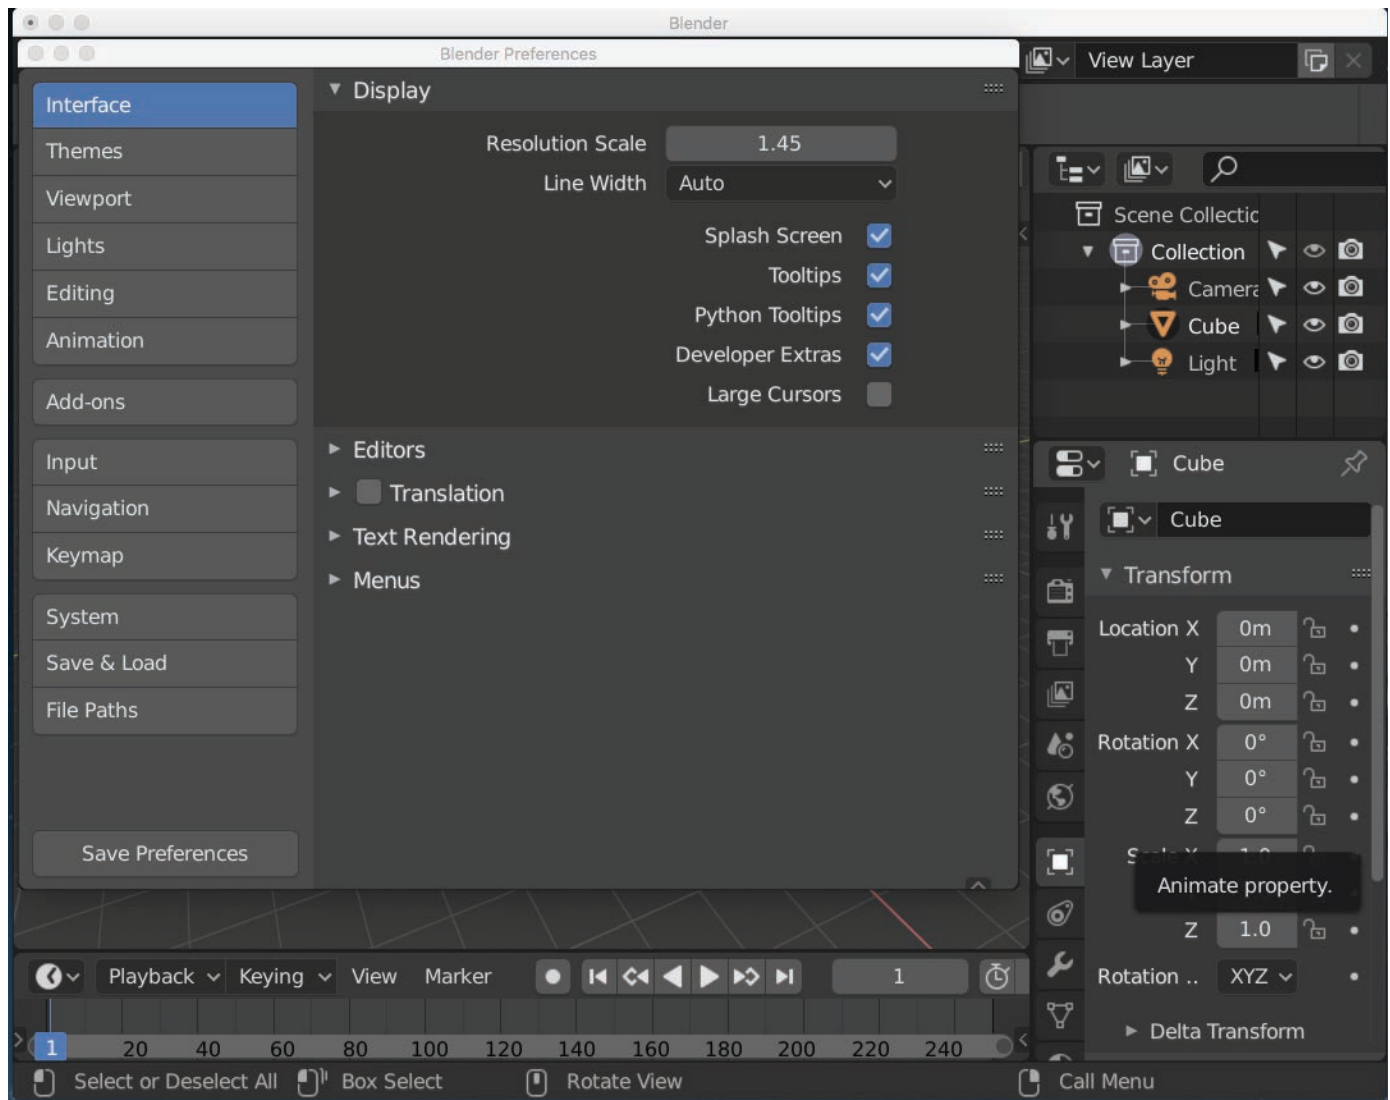 Blender
Blender Preferences
View Layer
Interface
Themes
Viewport
Lights
Editing
Animation
Add-ons
Input
Navigation
Keymap
System
Save & Load
File Paths
Save Preferences
Display
Resolution Scale 1.45
Line Width Auto
Splash Screen
Tooltips
Python Tooltips
Developer Extras
Large Cursors
Editors
Translation
Text Rendering
Menus
Scene Collectic
Collection
Camera
Cube
Light
Cube
Cube
Transform
Location X 0m
Y 0m
Z 0m
Rotation X 0°
Y 0°
Z 0°
Scale X 1.0
Animate property.
Z 1.0
Rotation .. XYZ
Delta Transform
Playback Keying View Marker 1
1 20 40 60 80 100 120 140 160 180 200 220 240
Select or Deselect All Box Select Rotate View Call Menu